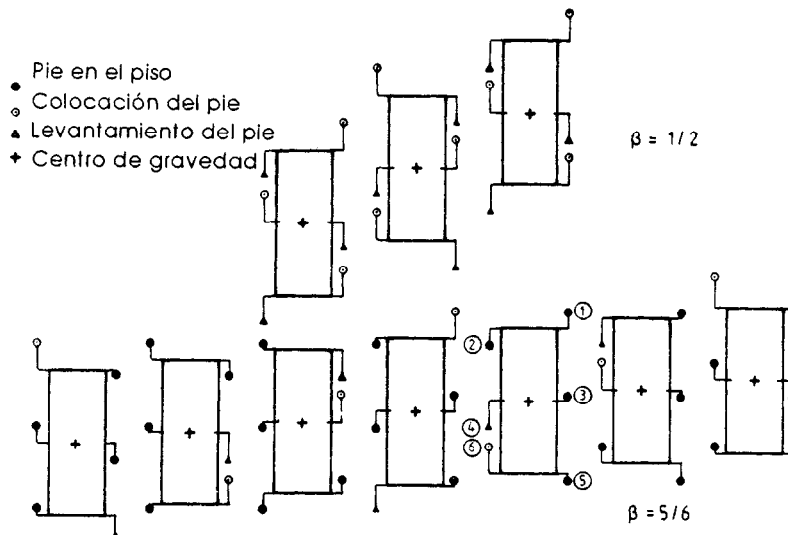 Pie en el piso
Colocación del pie
Levantamiento del pie
Centro de gravedad
β = 1/2
1
2
3
4
6
5
β = 5/6